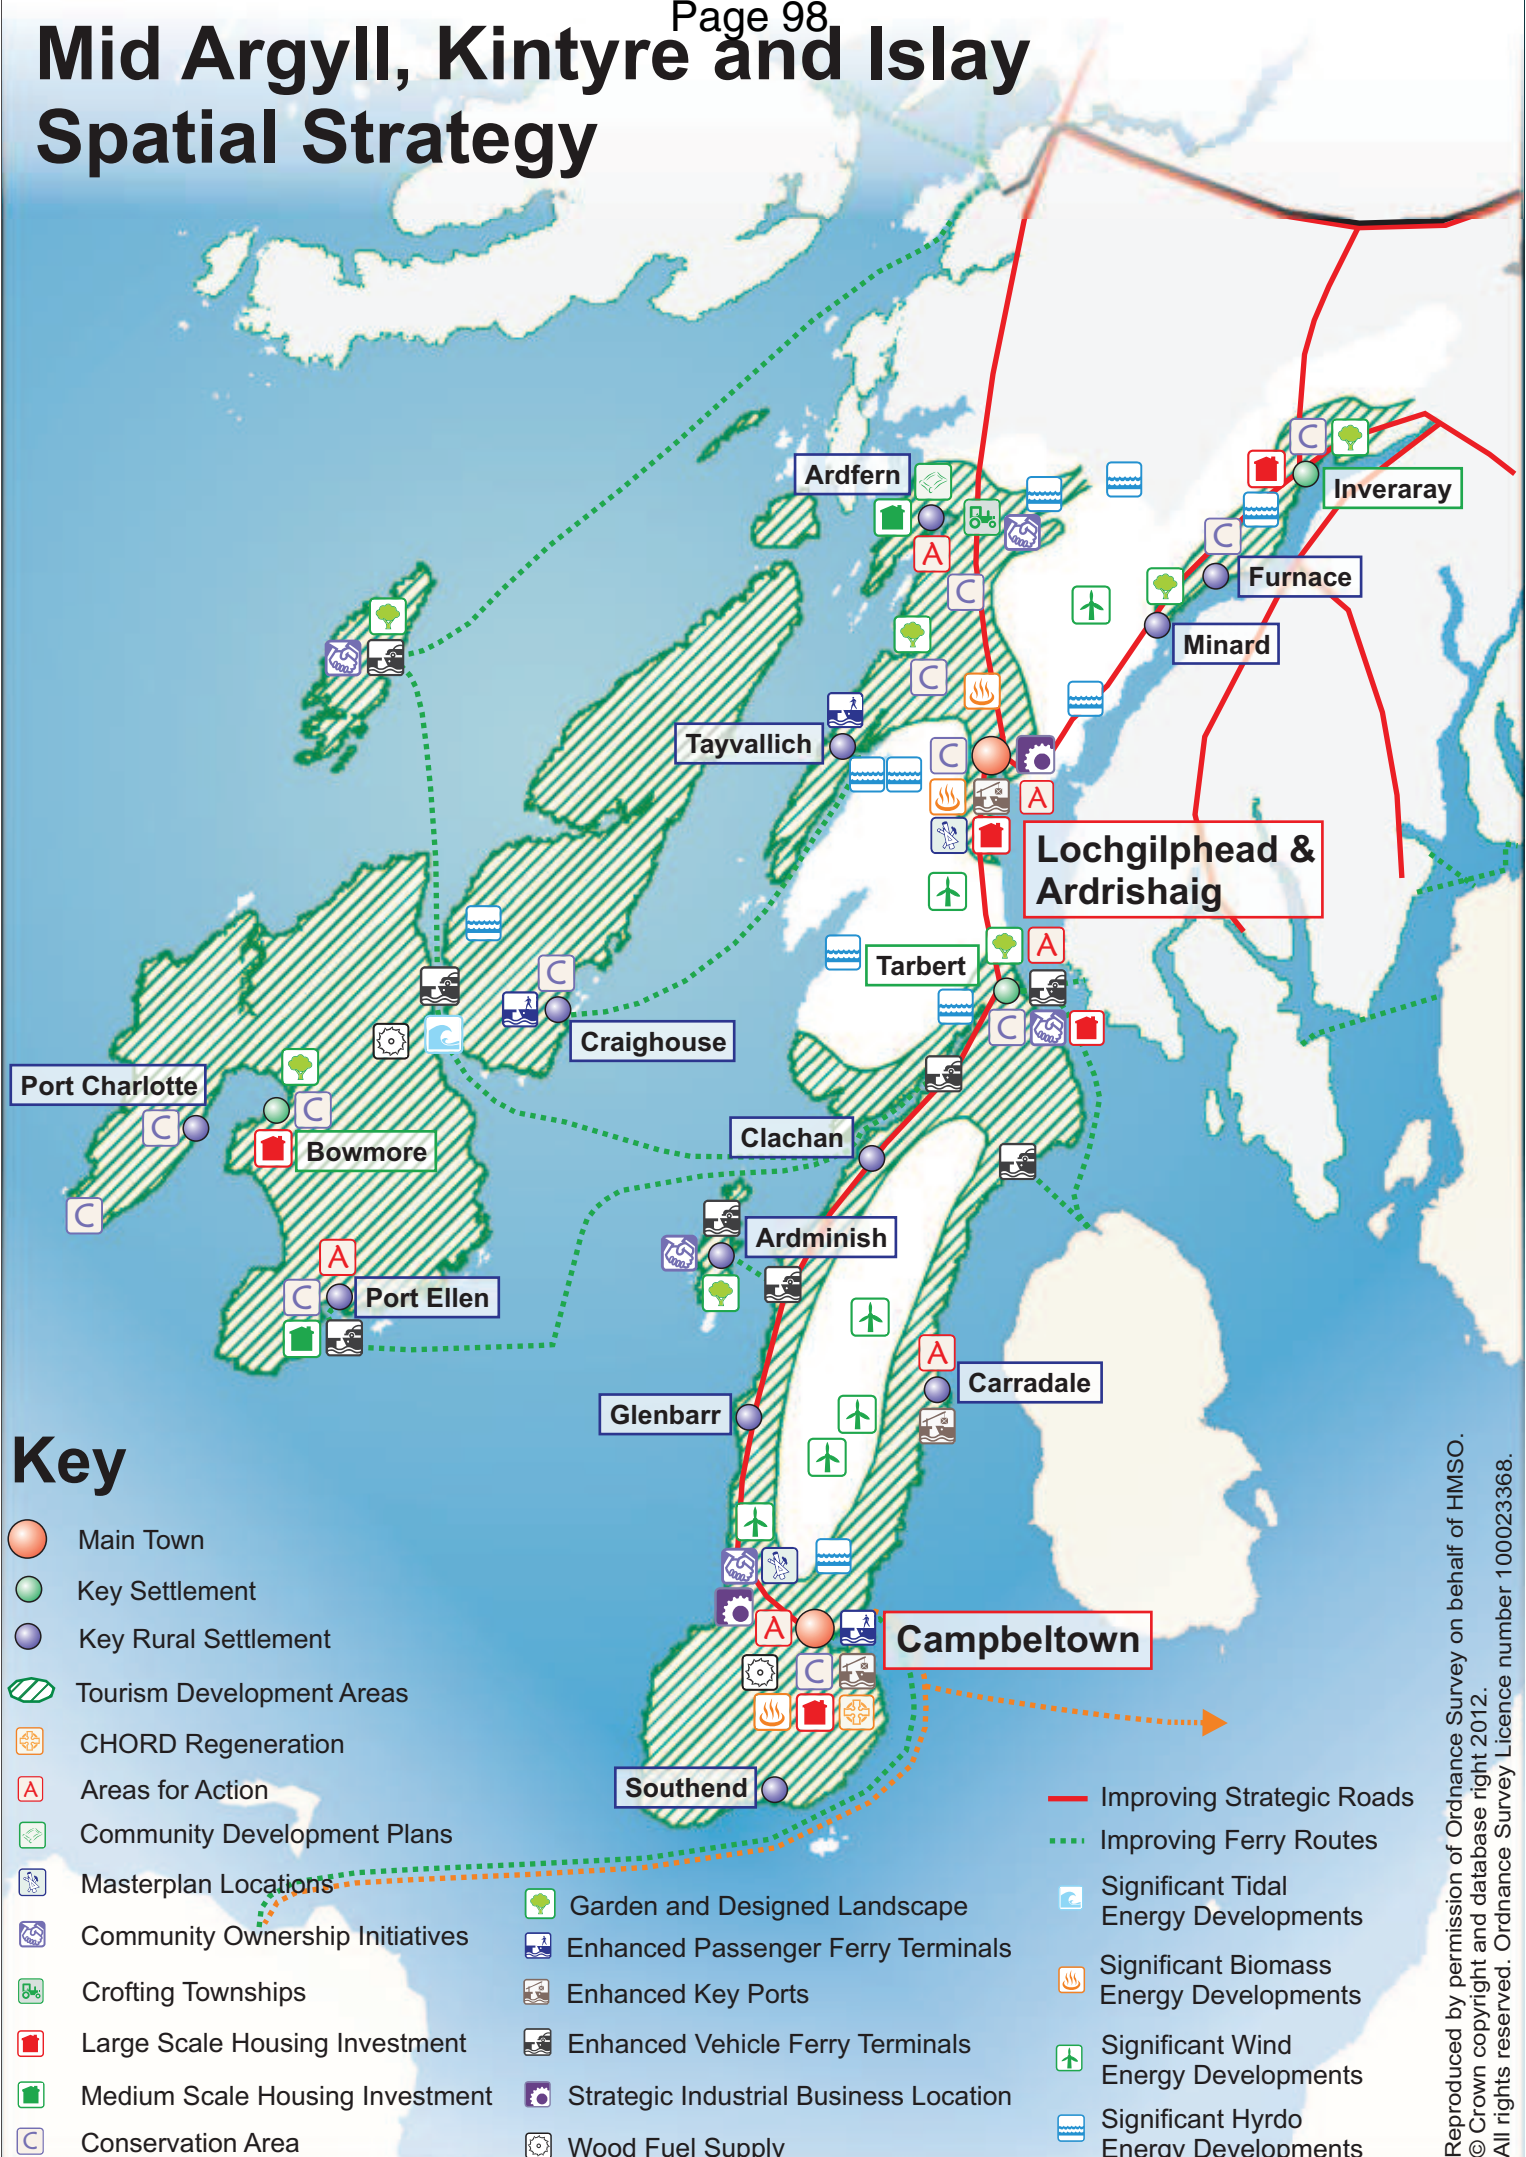 Page 98
Mid Argyll, Kintyre and Islay
Spatial Strategy
Ardfern
Inveraray
Furnace
Minard
Tayvallich
Lochgilphead &
Ardrishaig
Tarbert
Craighouse
Port Charlotte
Bowmore
Clachan
Ardminish
Port Ellen
Carradale
Glenbarr
Campbeltown
Southend
Key
Main Town
Key Settlement
Key Rural Settlement
Tourism Development Areas
CHORD Regeneration
A Areas for Action
Community Development Plans
Masterplan Locations
Community Ownership Initiatives
Crofting Townships
Large Scale Housing Investment
Medium Scale Housing Investment
C Conservation Area
Garden and Designed Landscape
Enhanced Passenger Ferry Terminals
Enhanced Key Ports
Enhanced Vehicle Ferry Terminals
Strategic Industrial Business Location
Wood Fuel Supply
Improving Strategic Roads
Improving Ferry Routes
Significant Tidal
Energy Developments
Significant Biomass
Energy Developments
Significant Wind
Energy Developments
Significant Hyrdo
Energy Developments
Reproduced by permission of Ordnance Survey on behalf of HMSO.
© Crown copyright and database right 2012.
All rights reserved. Ordnance Survey Licence number 100023368.